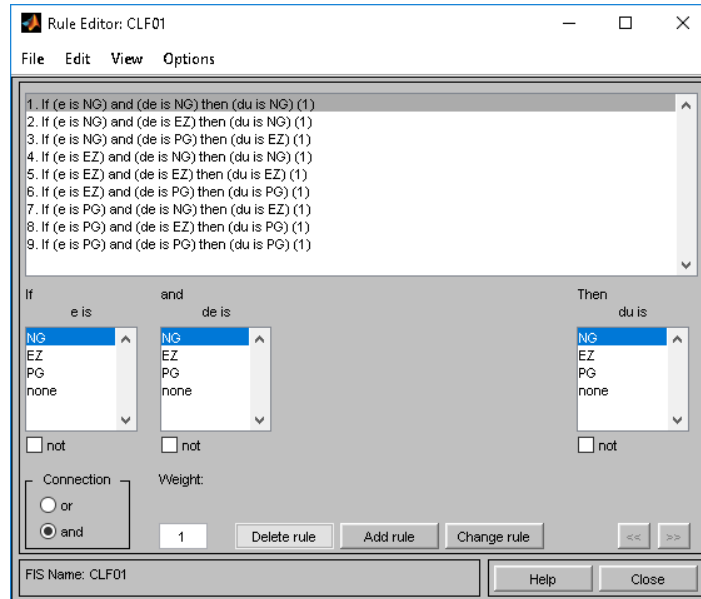 Rule Editor: CLF01
File Edit View Options
1. If (e is NG) and (de is NG) then (du is NG) (1)
2. If (e is NG) and (de is EZ) then (du is NG) (1)
3. If (e is NG) and (de is PG) then (du is EZ) (1)
4. If (e is EZ) and (de is NG) then (du is NG) (1)
5. If (e is EZ) and (de is EZ) then (du is EZ) (1)
6. If (e is EZ) and (de is PG) then (du is PG) (1)
7. If (e is PG) and (de is NG) then (du is EZ) (1)
8. If (e is PG) and (de is EZ) then (du is PG) (1)
9. If (e is PG) and (de is PG) then (du is PG) (1)
If and Then
e is de is du is
NG NG NG
EZ EZ EZ
PG PG PG
none none none
not not not
Connection Weight:
or
and 1 Delete rule Add rule Change rule << >>
FIS Name: CLF01 Help Close